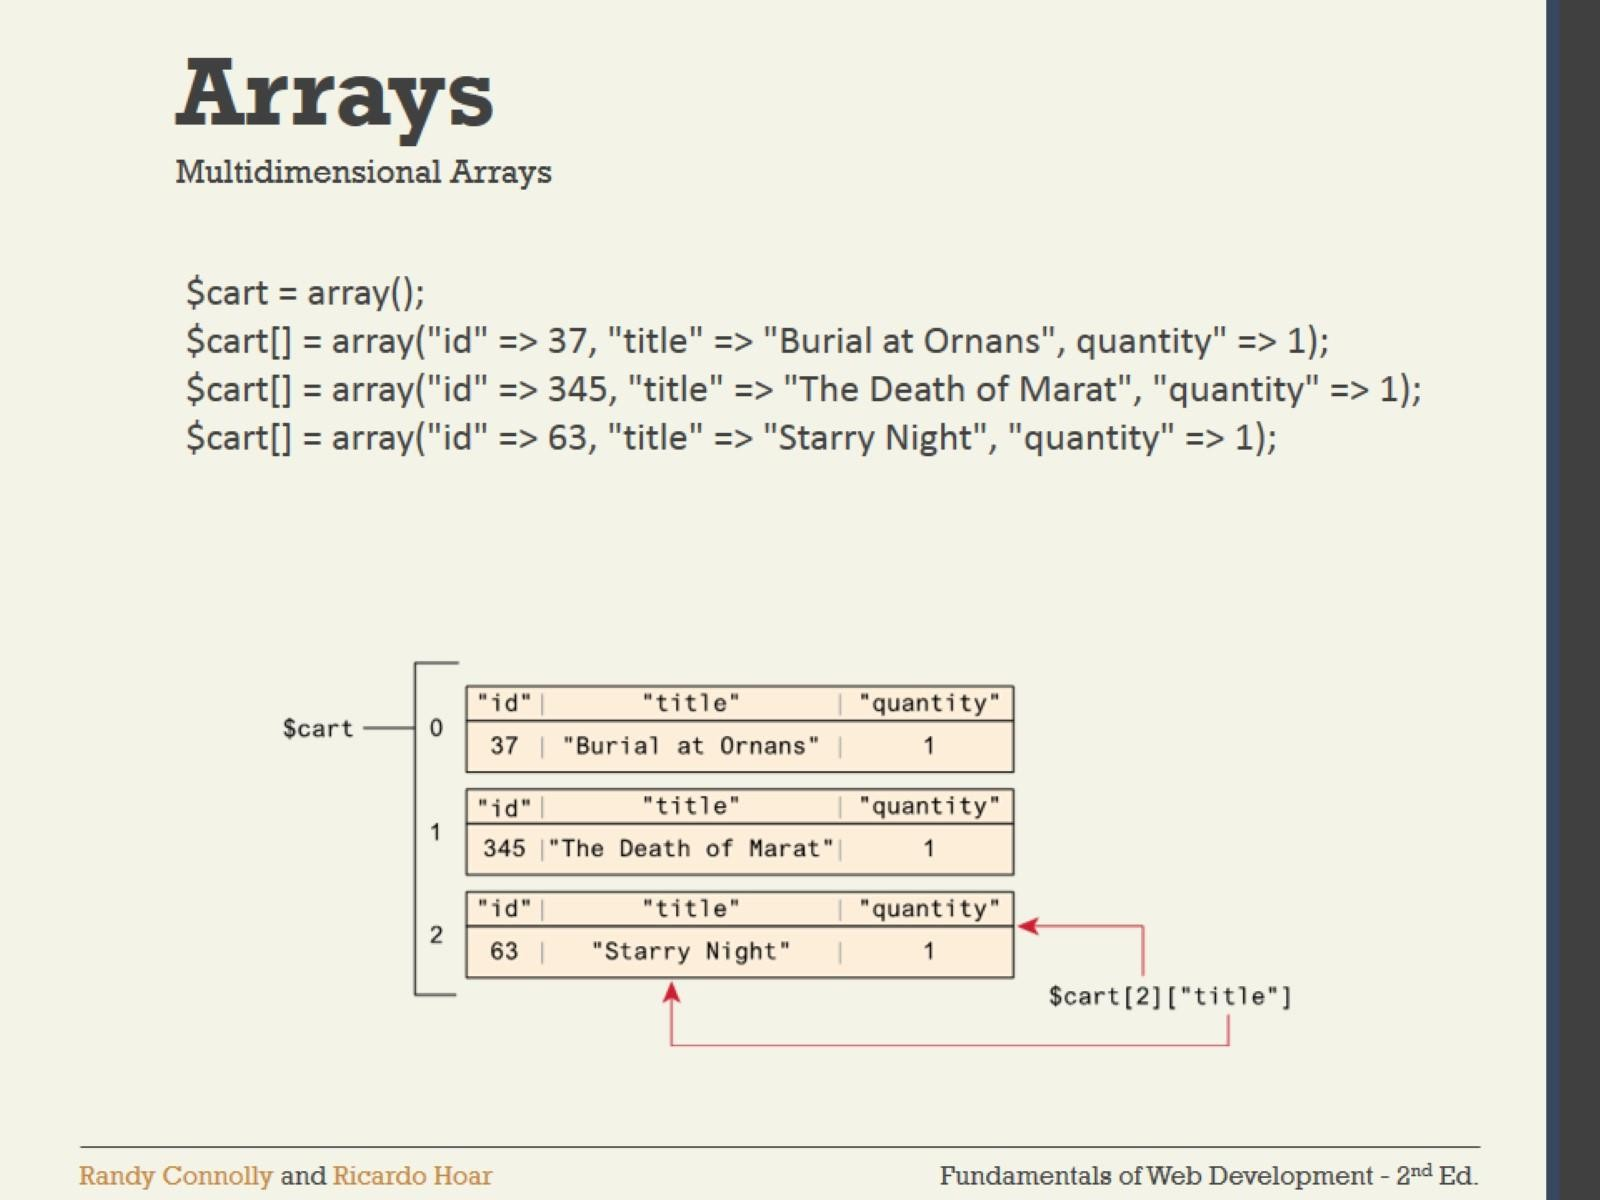 Arrays
Multidimensional Arrays
$cart = array();
$cart[] = array("id" => 37, "title" => "Burial at Ornans", quantity" => 1);
$cart[] = array("id" => 345, "title" => "The Death of Marat", "quantity" => 1);
$cart[] = array("id" => 63, "title" => "Starry Night", "quantity" => 1);
"id" | "title" | "quantity"
$cart 0
37 | "Burial at Ornans" | 1
"id" | "title" | "quantity"
1
345 | "The Death of Marat" | 1
"id" | "title" | "quantity"
2
63 | "Starry Night" | 1
$cart[2]["title"]
Randy Connolly and Ricardo Hoar
Fundamentals of Web Development - 2nd Ed.